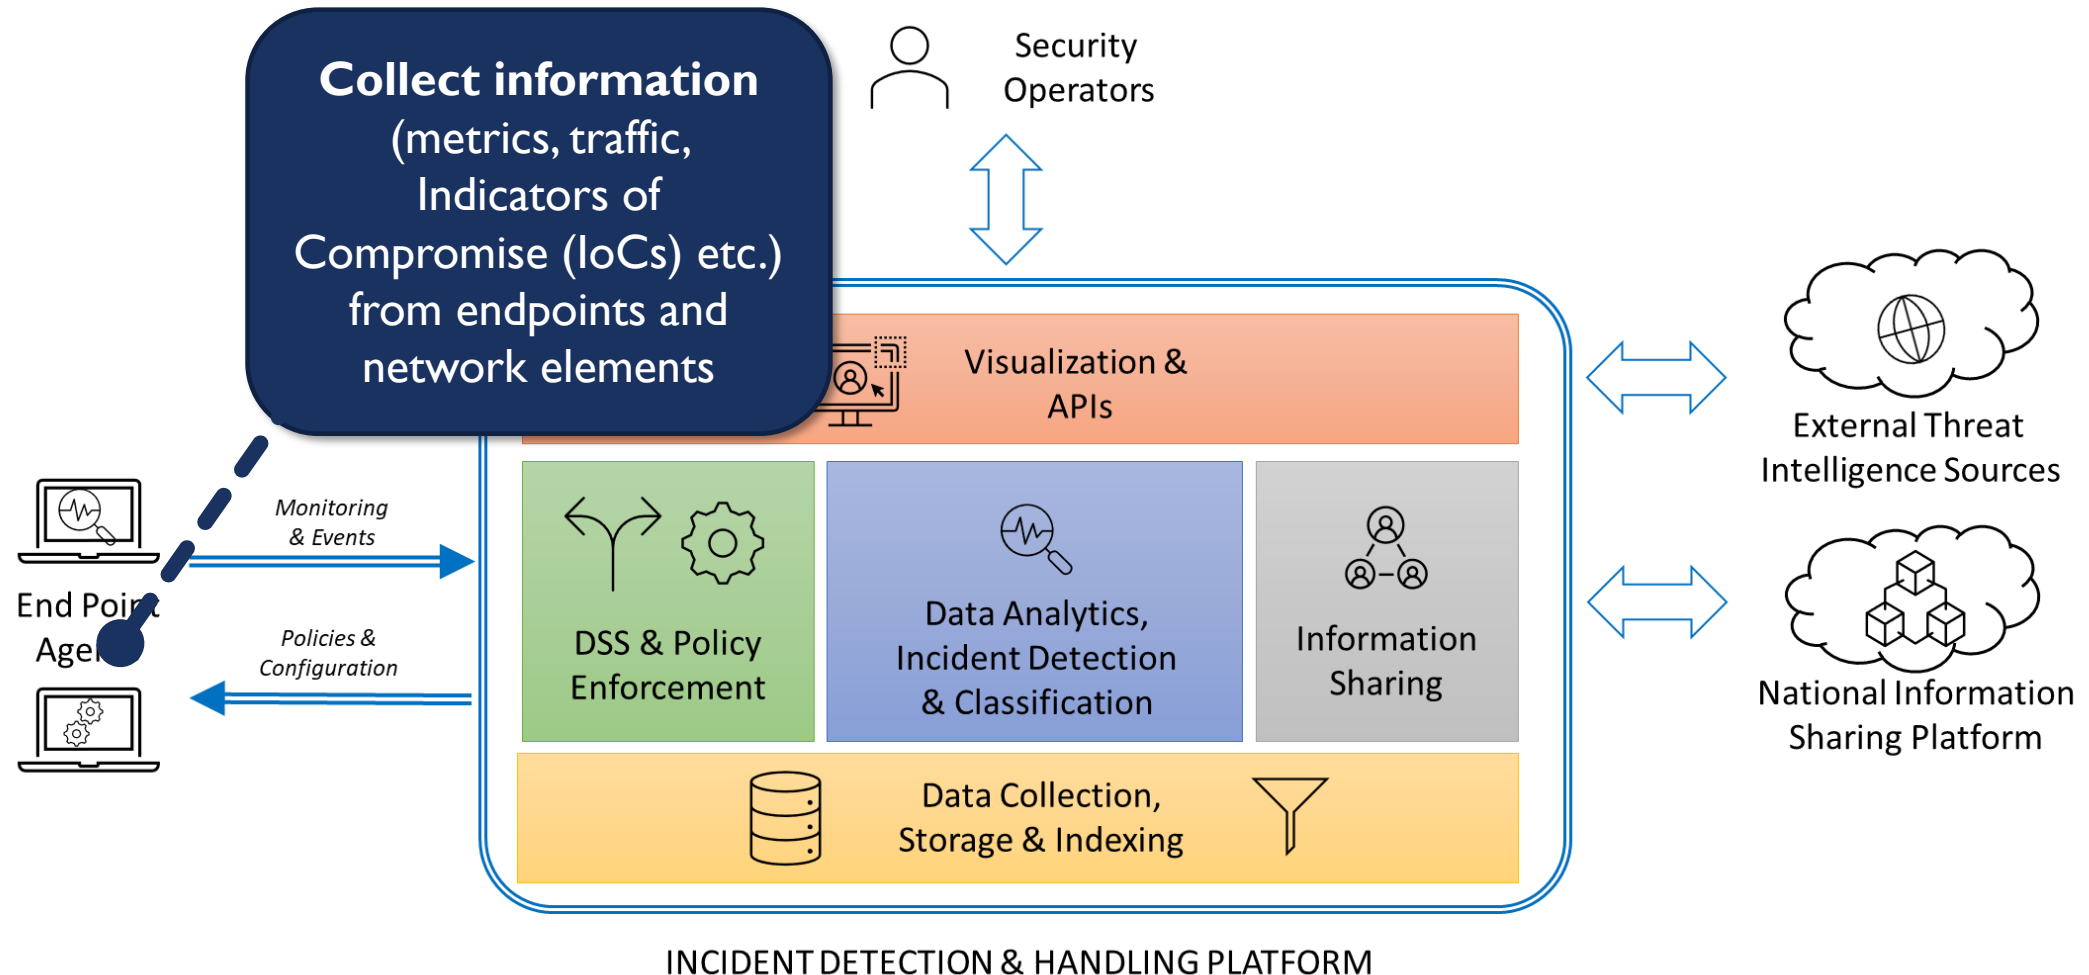 Collect information
(metrics, traffic,
Indicators of
Compromise (IoCs) etc.)
from endpoints and
network elements
Security
Operators
Visualization &
APIs
External Threat
Intelligence Sources
Monitoring
& Events
End Point
Policies &
Configuration
DSS & Policy
Enforcement
Data Analytics,
Incident Detection
& Classification
Information
Sharing
National Information
Sharing Platform
Data Collection,
Storage & Indexing
INCIDENT DETECTION & HANDLING PLATFORM